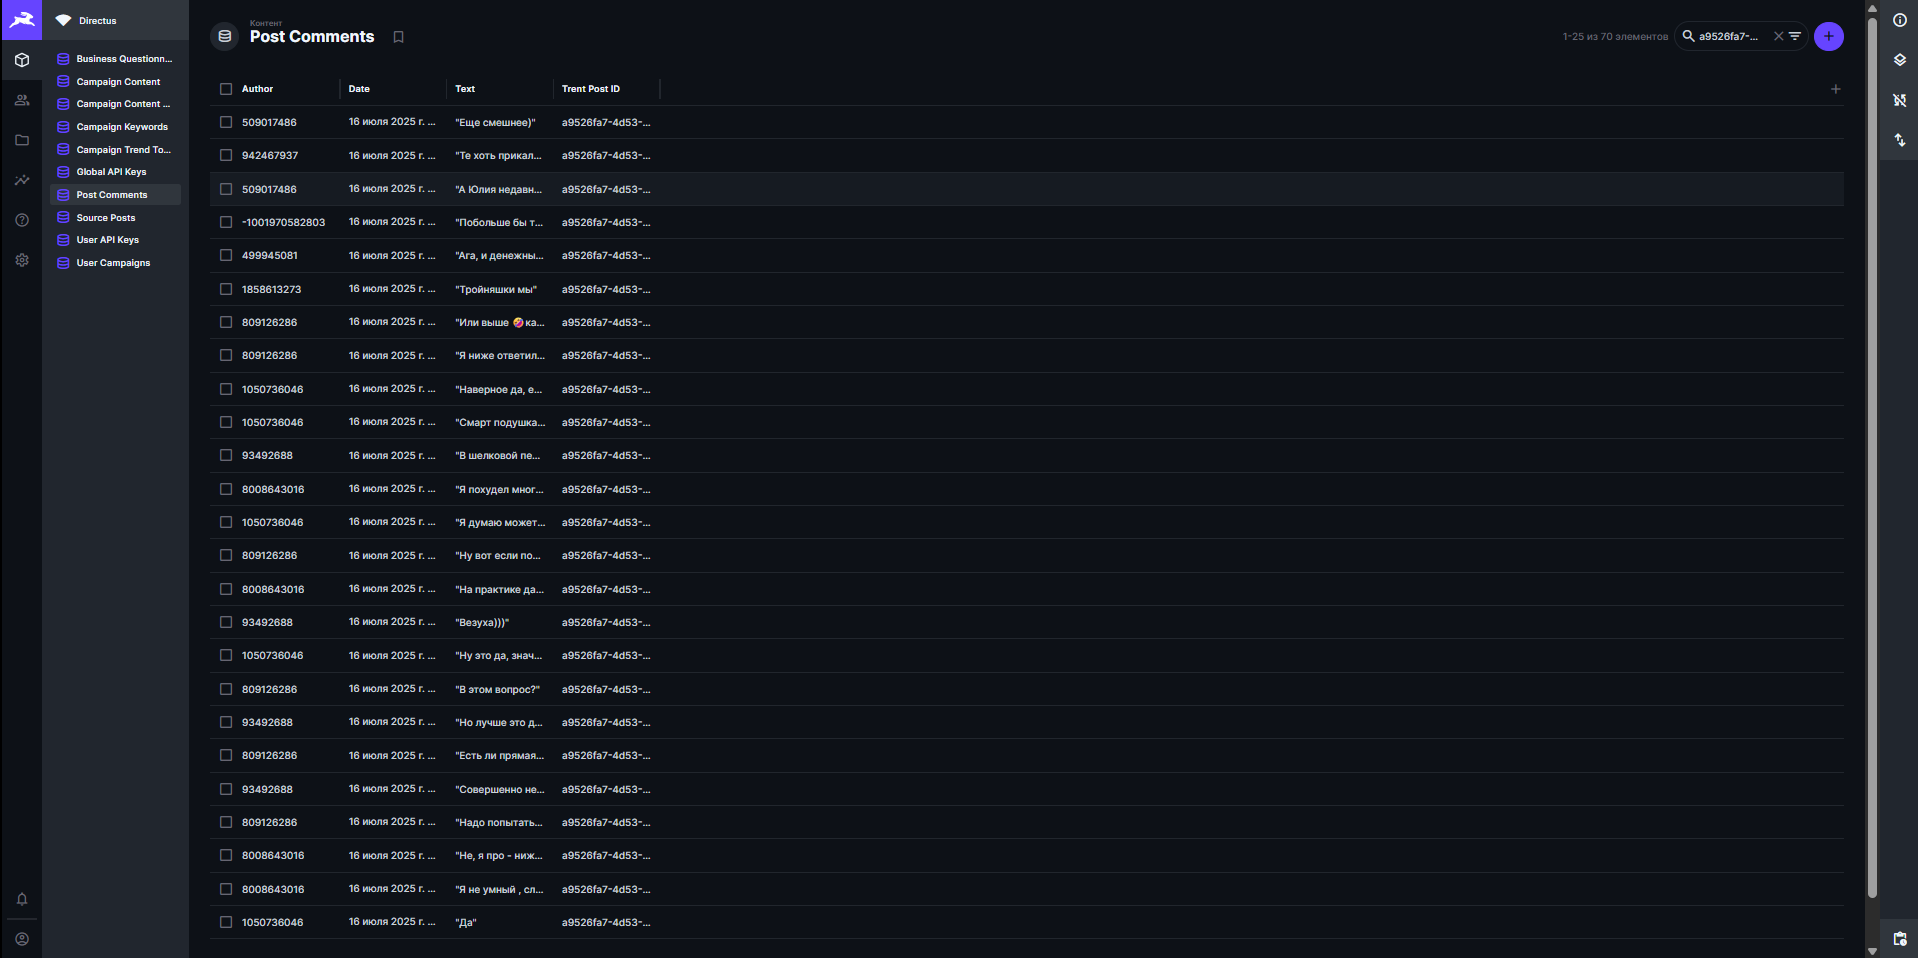 Directus
Business Questionn...
Campaign Content
Campaign Content ...
Campaign Keywords
Campaign Trend To...
Global API Keys
Post Comments
Source Posts
User API Keys
User Campaigns
Контент
Post Comments
1-25 из 70 элементов
a9526fa7-...
Author Date Text Trent Post ID
509017486 16 июля 2025 г. ... "Еще смешнее)" a9526fa7-4d53-...
942467937 16 июля 2025 г. ... "Те хоть прикал... a9526fa7-4d53-...
509017486 16 июля 2025 г. ... "А Юлия недавн... a9526fa7-4d53-...
-1001970582803 16 июля 2025 г. ... "Побольше бы т... a9526fa7-4d53-...
499945081 16 июля 2025 г. ... "Ага, и денежны... a9526fa7-4d53-...
1858613273 16 июля 2025 г. ... "Тройняшки мы" a9526fa7-4d53-...
809126286 16 июля 2025 г. ... "Или выше 🤣ка... a9526fa7-4d53-...
809126286 16 июля 2025 г. ... "Я ниже ответил... a9526fa7-4d53-...
1050736046 16 июля 2025 г. ... "Наверное да, е... a9526fa7-4d53-...
1050736046 16 июля 2025 г. ... "Смарт подушка... a9526fa7-4d53-...
93492688 16 июля 2025 г. ... "В шелковой пе... a9526fa7-4d53-...
8008643016 16 июля 2025 г. ... "Я похудел мног... a9526fa7-4d53-...
1050736046 16 июля 2025 г. ... "Я думаю может... a9526fa7-4d53-...
809126286 16 июля 2025 г. ... "Ну вот если по... a9526fa7-4d53-...
8008643016 16 июля 2025 г. ... "На практике да... a9526fa7-4d53-...
93492688 16 июля 2025 г. ... "Везуха)))" a9526fa7-4d53-...
1050736046 16 июля 2025 г. ... "Ну это да, знач... a9526fa7-4d53-...
809126286 16 июля 2025 г. ... "В этом вопрос?" a9526fa7-4d53-...
93492688 16 июля 2025 г. ... "Но лучше это д... a9526fa7-4d53-...
809126286 16 июля 2025 г. ... "Есть ли прямая... a9526fa7-4d53-...
93492688 16 июля 2025 г. ... "Совершенно не... a9526fa7-4d53-...
809126286 16 июля 2025 г. ... "Надо попытать... a9526fa7-4d53-...
8008643016 16 июля 2025 г. ... "Не, я про - ниж... a9526fa7-4d53-...
8008643016 16 июля 2025 г. ... "Я не умный , сл... a9526fa7-4d53-...
1050736046 16 июля 2025 г. ... "Да" a9526fa7-4d53-...